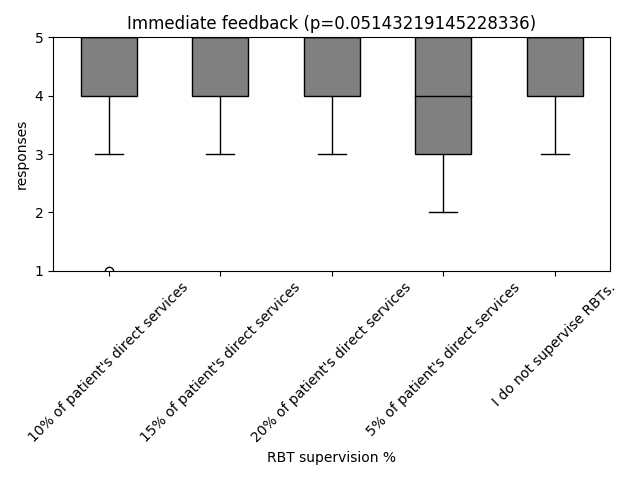 Immediate feedback (p=0.05143219145228336)
responses
5
4
3
2
1
10% of patient's direct services
15% of patient's direct services
20% of patient's direct services
5% of patient's direct services
I do not supervise RBTs.
RBT supervision %